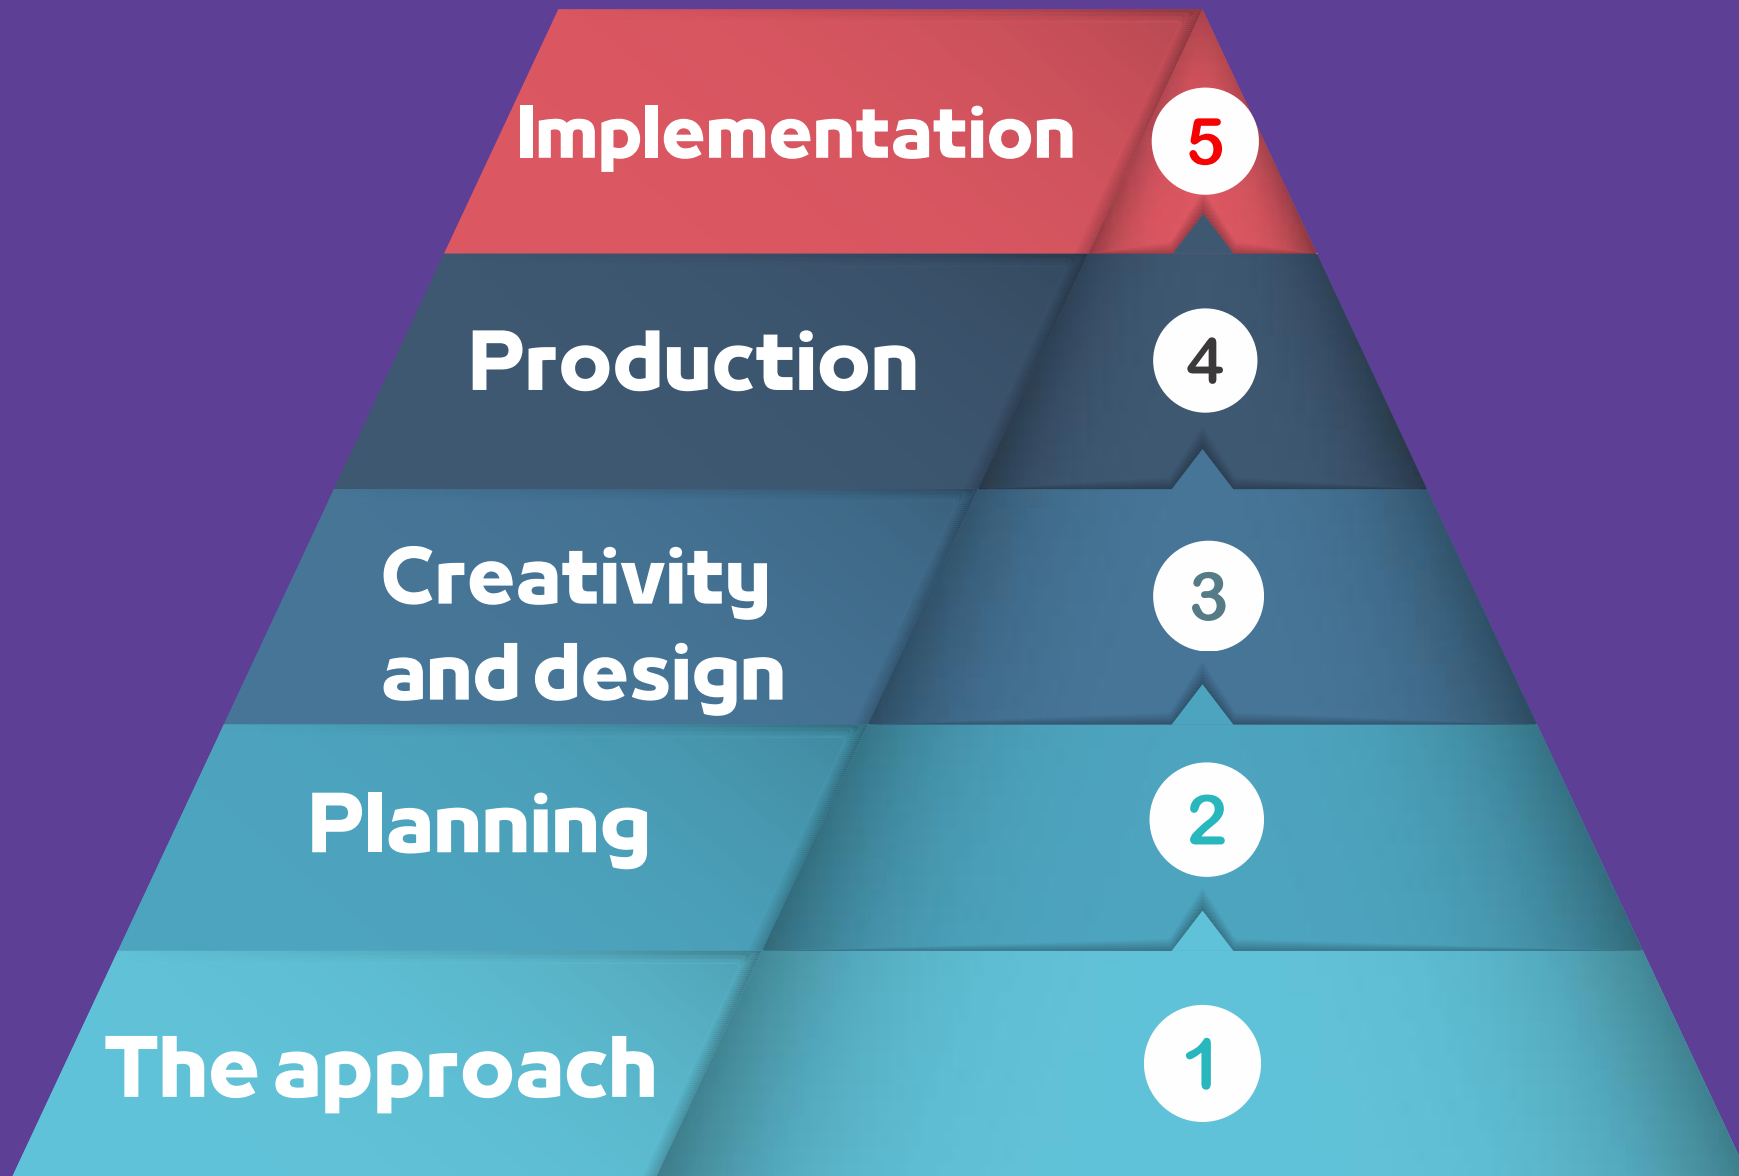 Implementation
5
Production
4
Creativity
and design
3
Planning
2
The approach
1